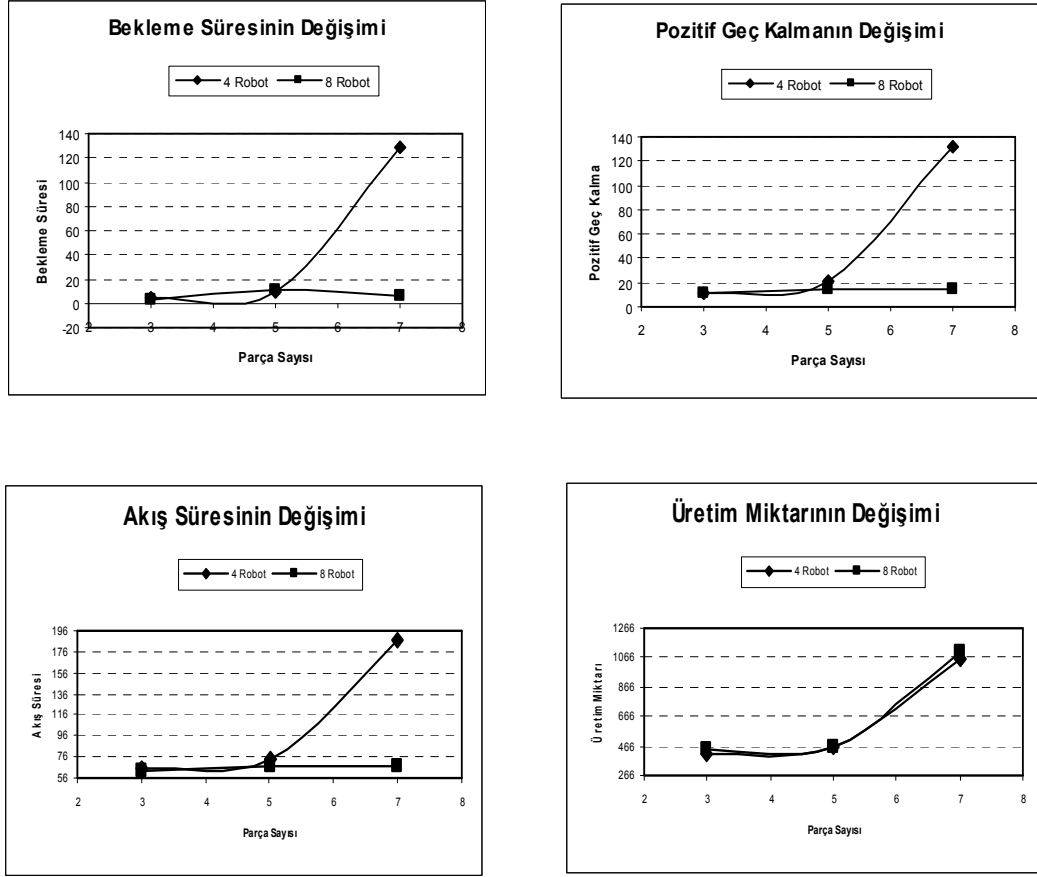 Bekleme Süresinin Değişimi
4 Robot 8 Robot
Bekleme Süresi
140
120
100
80
60
40
20
0
-20
2 3 4 5 6 7 8
Parça Sayısı
Pozitif Geç Kalmanın Değişimi
4 Robot 8 Robot
Pozitif Geç Kalma
140
120
100
80
60
40
20
0
2 3 4 5 6 7 8
Parça Sayısı
Akış Süresinin Değişimi
4 Robot 8 Robot
Akış Süresi
196
176
156
136
116
96
76
56
2 3 4 5 6 7 8
Parça Sayısı
Üretim Miktarının Değişimi
4 Robot 8 Robot
Üretim Miktarı
1266
1066
866
666
466
266
2 3 4 5 6 7 8
Parça Sayısı